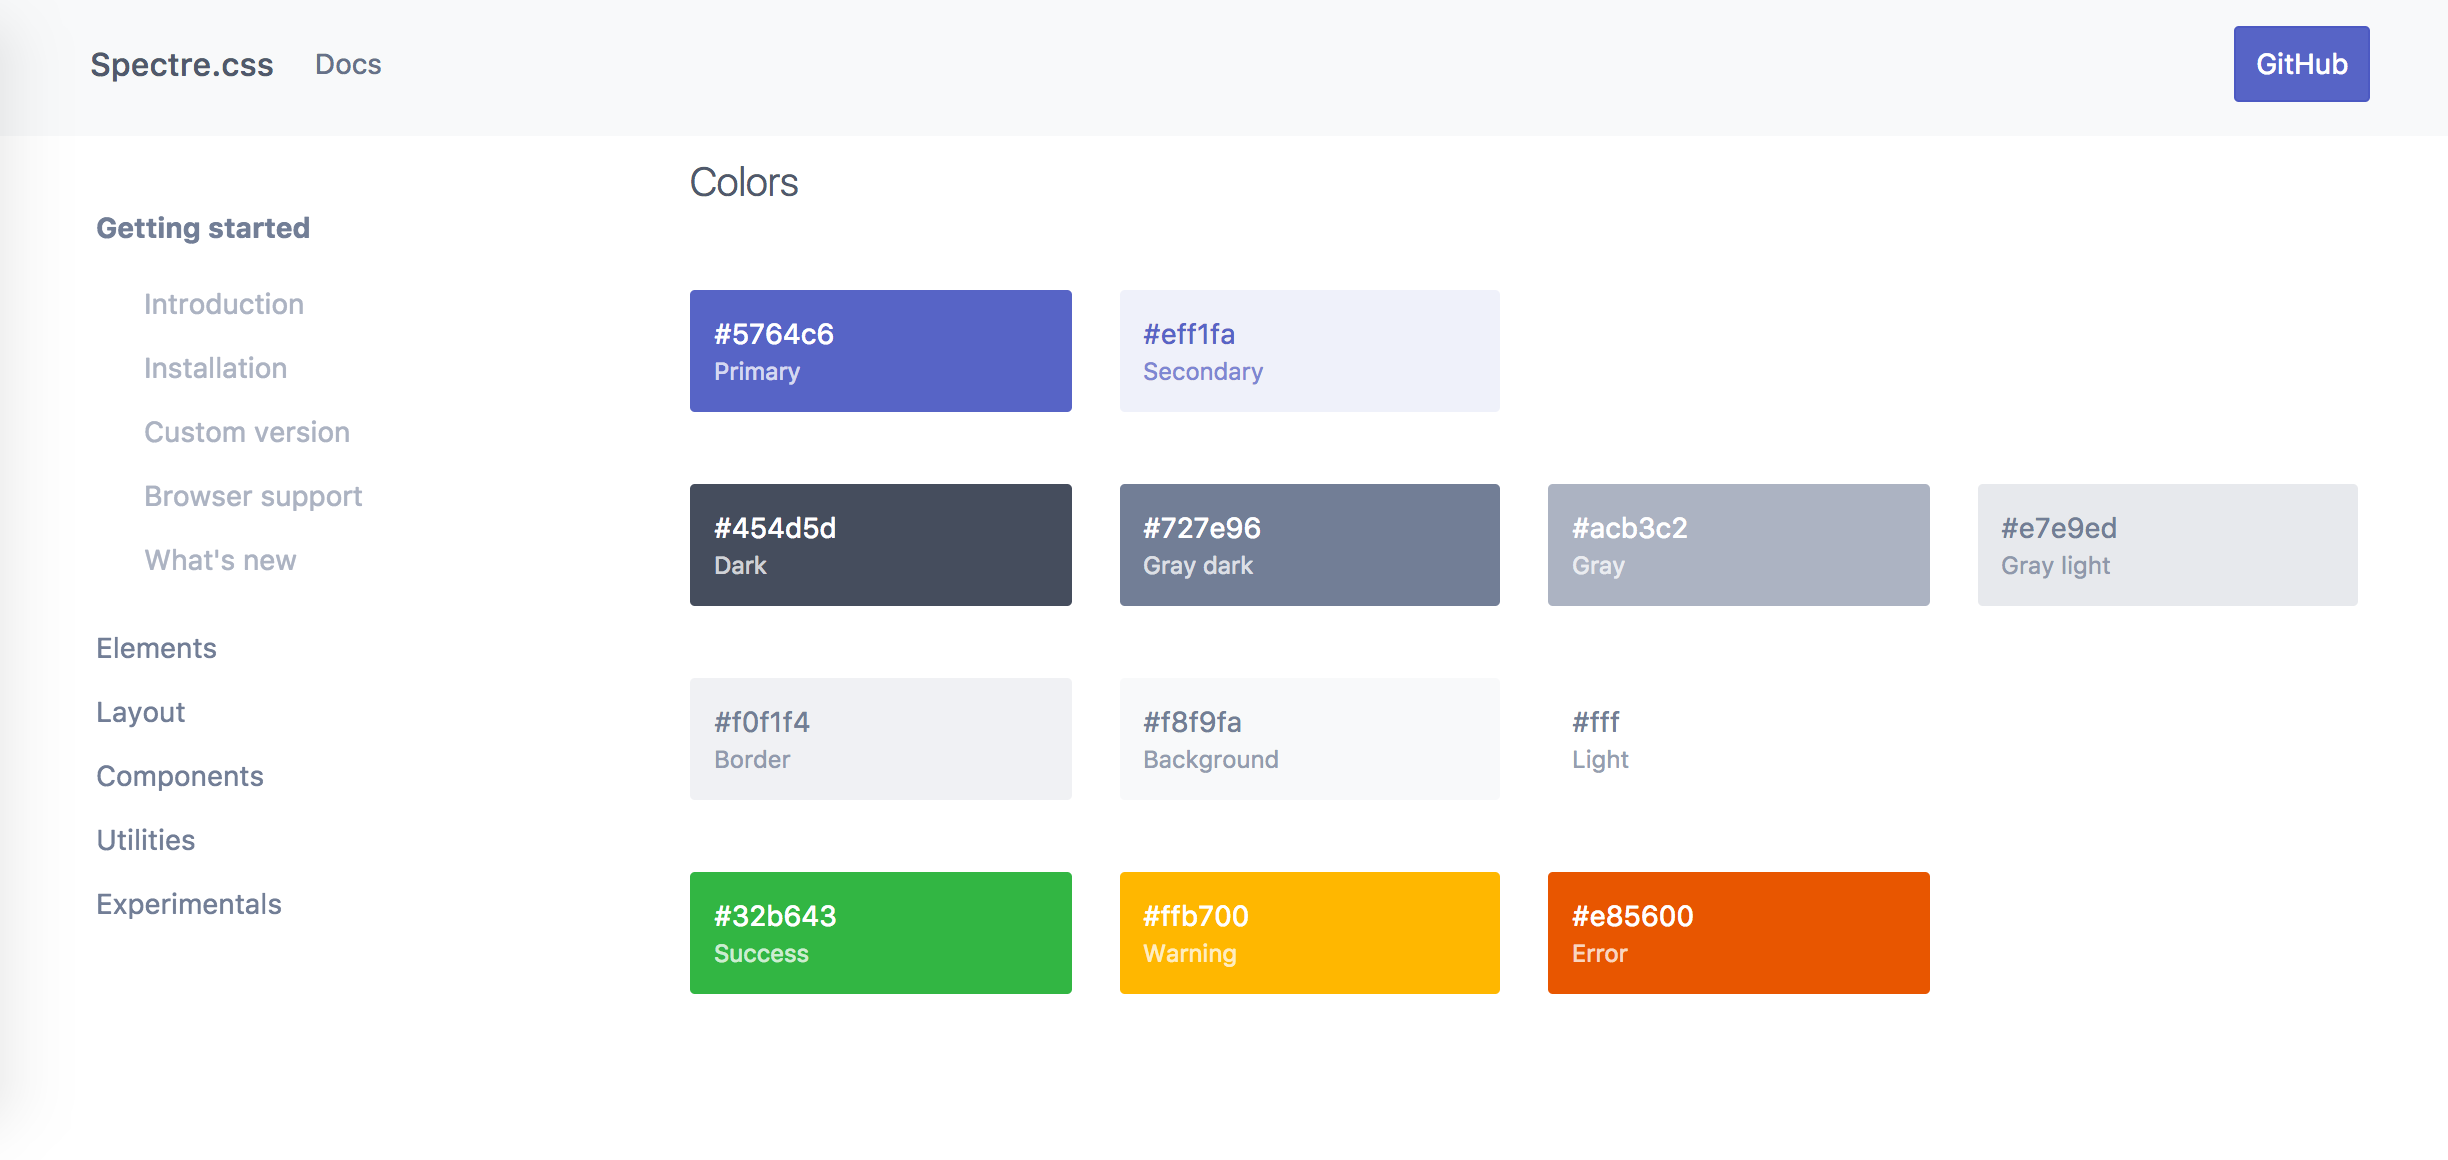 Spectre.css Docs GitHub
Getting started
Introduction
Installation
Custom version
Browser support
What's new
Elements
Layout
Components
Utilities
Experimentals
Colors
#5764c6
Primary
#eff1fa
Secondary
#454d5d
Dark
#727e96
Gray dark
#acb3c2
Gray
#e7e9ed
Gray light
#f0f1f4
Border
#f8f9fa
Background
#fff
Light
#32b643
Success
#ffb700
Warning
#e85600
Error